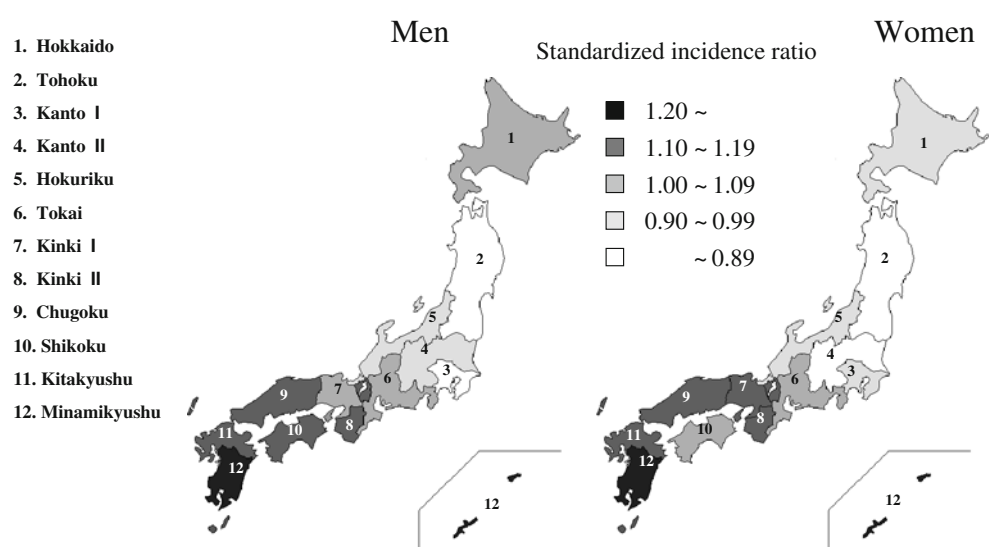 Men
Women
Standardized incidence ratio
1. Hokkaido
2. Tohoku
3. Kanto Ⅰ
4. Kanto Ⅱ
5. Hokuriku
6. Tokai
7. Kinki Ⅰ
8. Kinki Ⅱ
9. Chugoku
10. Shikoku
11. Kitakyushu
12. Minamikyushu
1.20 ~
1.10 ~ 1.19
1.00 ~ 1.09
0.90 ~ 0.99
~ 0.89
1
2
5
4
3
6
7
9
8
10
11
12
12
1
2
5
4
3
6
7
9
8
10
11
12
12